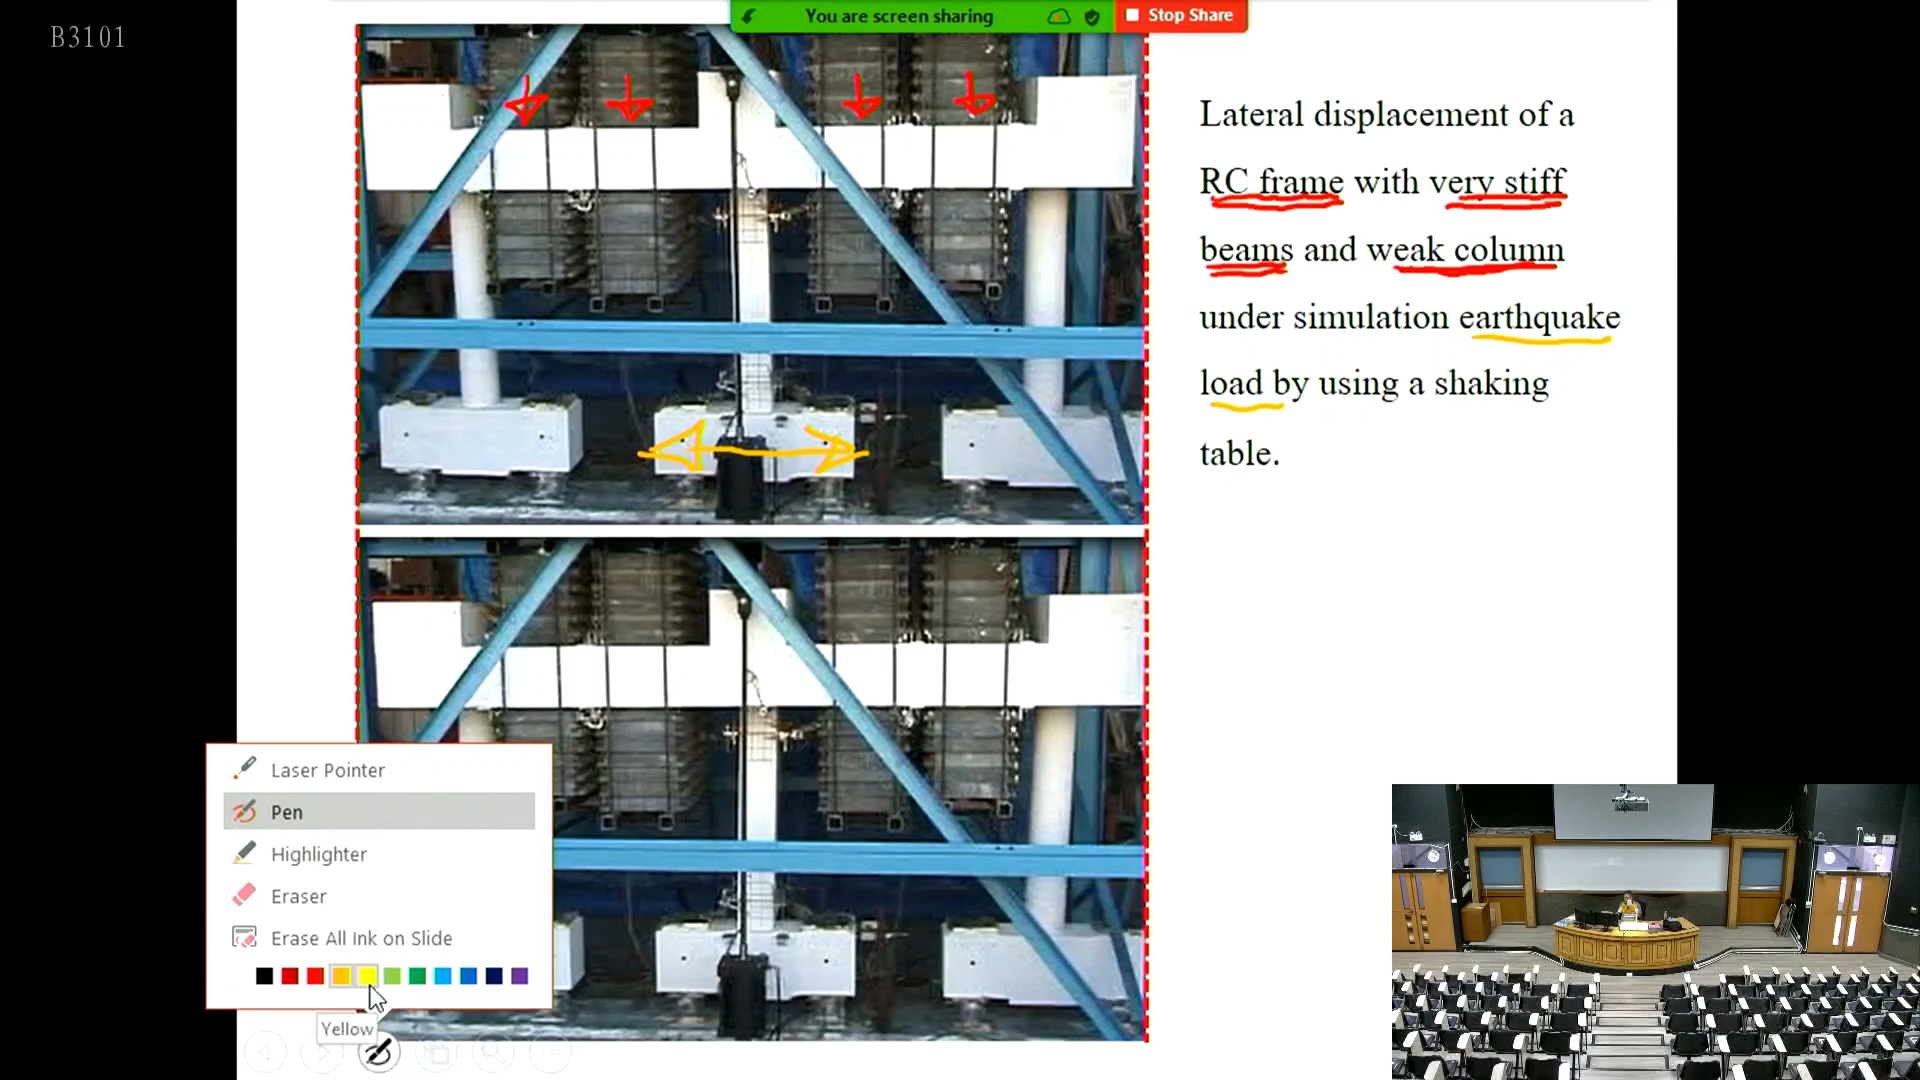 You are screen sharing
Stop Share
B3101
Lateral displacement of a
RC frame with very stiff
beams and weak column
under simulation earthquake
load by using a shaking
table.
Laser Pointer
Pen
Highlighter
Eraser
Erase All Ink on Slide
Yellow